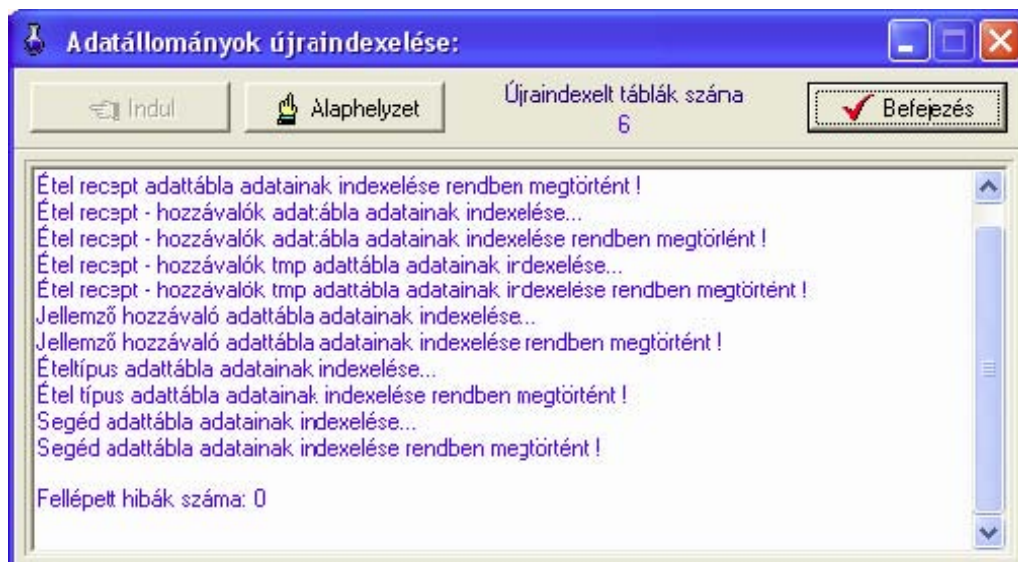 Adatállományok újraindexelése:
Indul
Alaphelyzet
Újraindexelt táblák száma
6
Befejezés
Étel recept adattábla adatainak indexelése rendben megtörtént !
Étel recept - hozzávalók adattábla adatainak indexelése...
Étel recept - hozzávalók adattábla adatainak indexelése rendben megtörtént !
Étel recept - hozzávalók tmp adattábla adatainak indexelése...
Étel recept - hozzávalók tmp adattábla adatainak indexelése rendben megtörtént !
Jellemző hozzávaló adattábla adatainak indexelése...
Jellemző hozzávaló adattábla adatainak indexelése rendben megtörtént !
Ételtípus adattábla adatainak indexelése...
Étel típus adattábla adatainak indexelése rendben megtörtént !
Segéd adattábla adatainak indexelése...
Segéd adattábla adatainak indexelése rendben megtörtént !
Fellépett hibák száma: 0